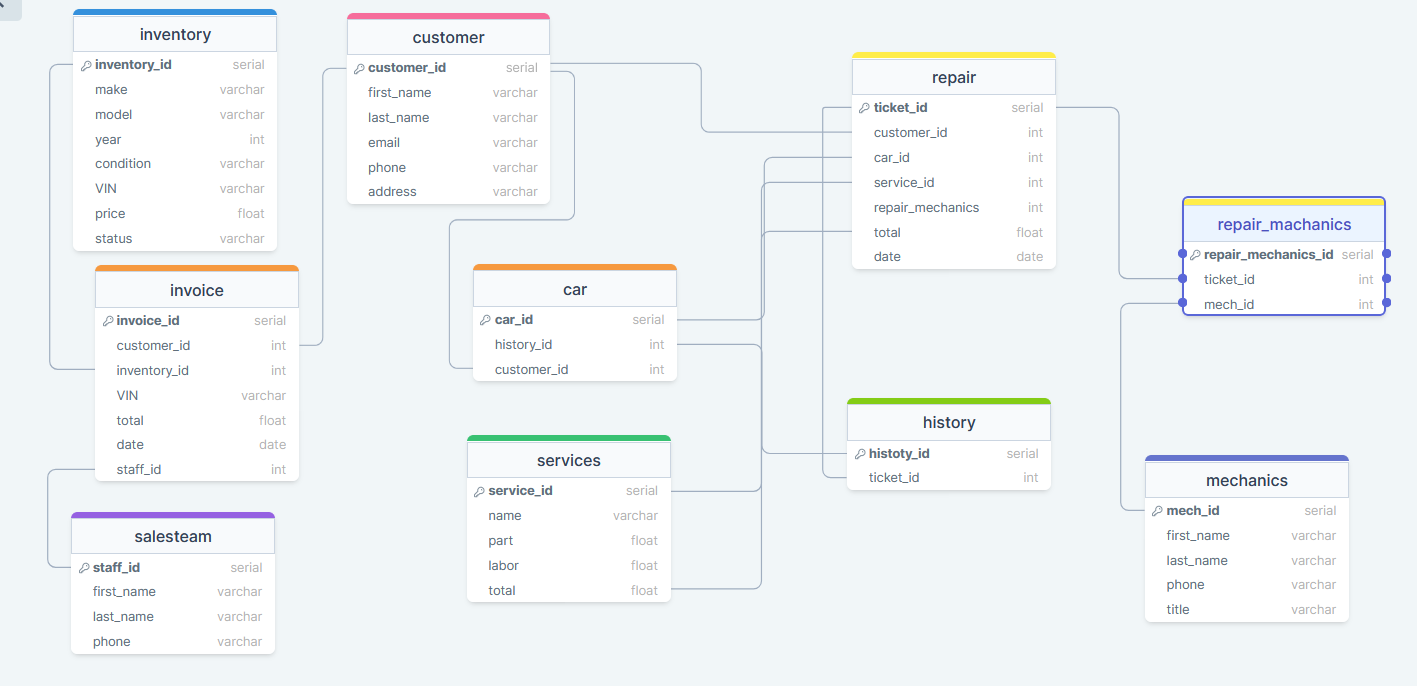 inventory
inventory_id serial
make varchar
model varchar
year int
condition varchar
VIN varchar
price float
status varchar
customer
customer_id serial
first_name varchar
last_name varchar
email varchar
phone varchar
address varchar
repair
ticket_id serial
customer_id int
car_id int
service_id int
repair_mechanics int
total float
date date
repair_machanics
repair_mechanics_id serial
ticket_id int
mech_id int
invoice
invoice_id serial
customer_id int
inventory_id int
VIN varchar
total float
date date
staff_id int
car
car_id serial
history_id int
customer_id int
history
histoty_id serial
ticket_id int
services
service_id serial
name varchar
part float
labor float
total float
mechanics
mech_id serial
first_name varchar
last_name varchar
phone varchar
title varchar
salesteam
staff_id serial
first_name varchar
last_name varchar
phone varchar